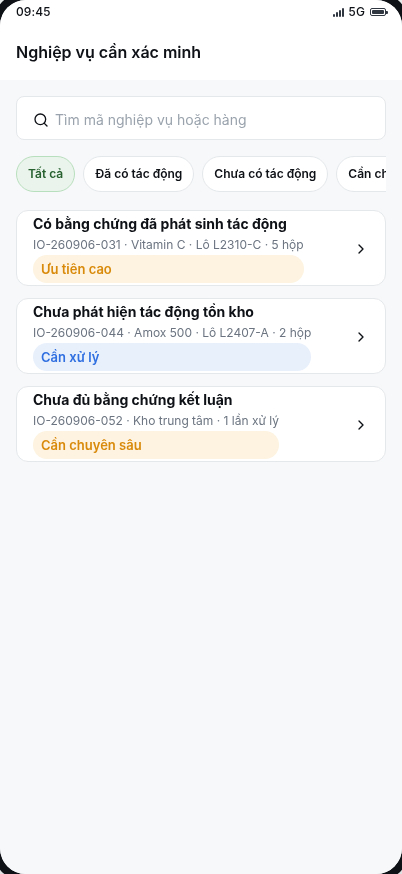 09:45
5G
Nghiệp vụ cần xác minh
Tìm mã nghiệp vụ hoặc hàng
Tất cả
Đã có tác động
Chưa có tác động
Cần ch
Có bằng chứng đã phát sinh tác động
IO-260906-031 · Vitamin C · Lô L2310-C · 5 hộp
Ưu tiên cao
Chưa phát hiện tác động tồn kho
IO-260906-044 · Amox 500 · Lô L2407-A · 2 hộp
Cần xử lý
Chưa đủ bằng chứng kết luận
IO-260906-052 · Kho trung tâm · 1 lần xử lý
Cần chuyên sâu